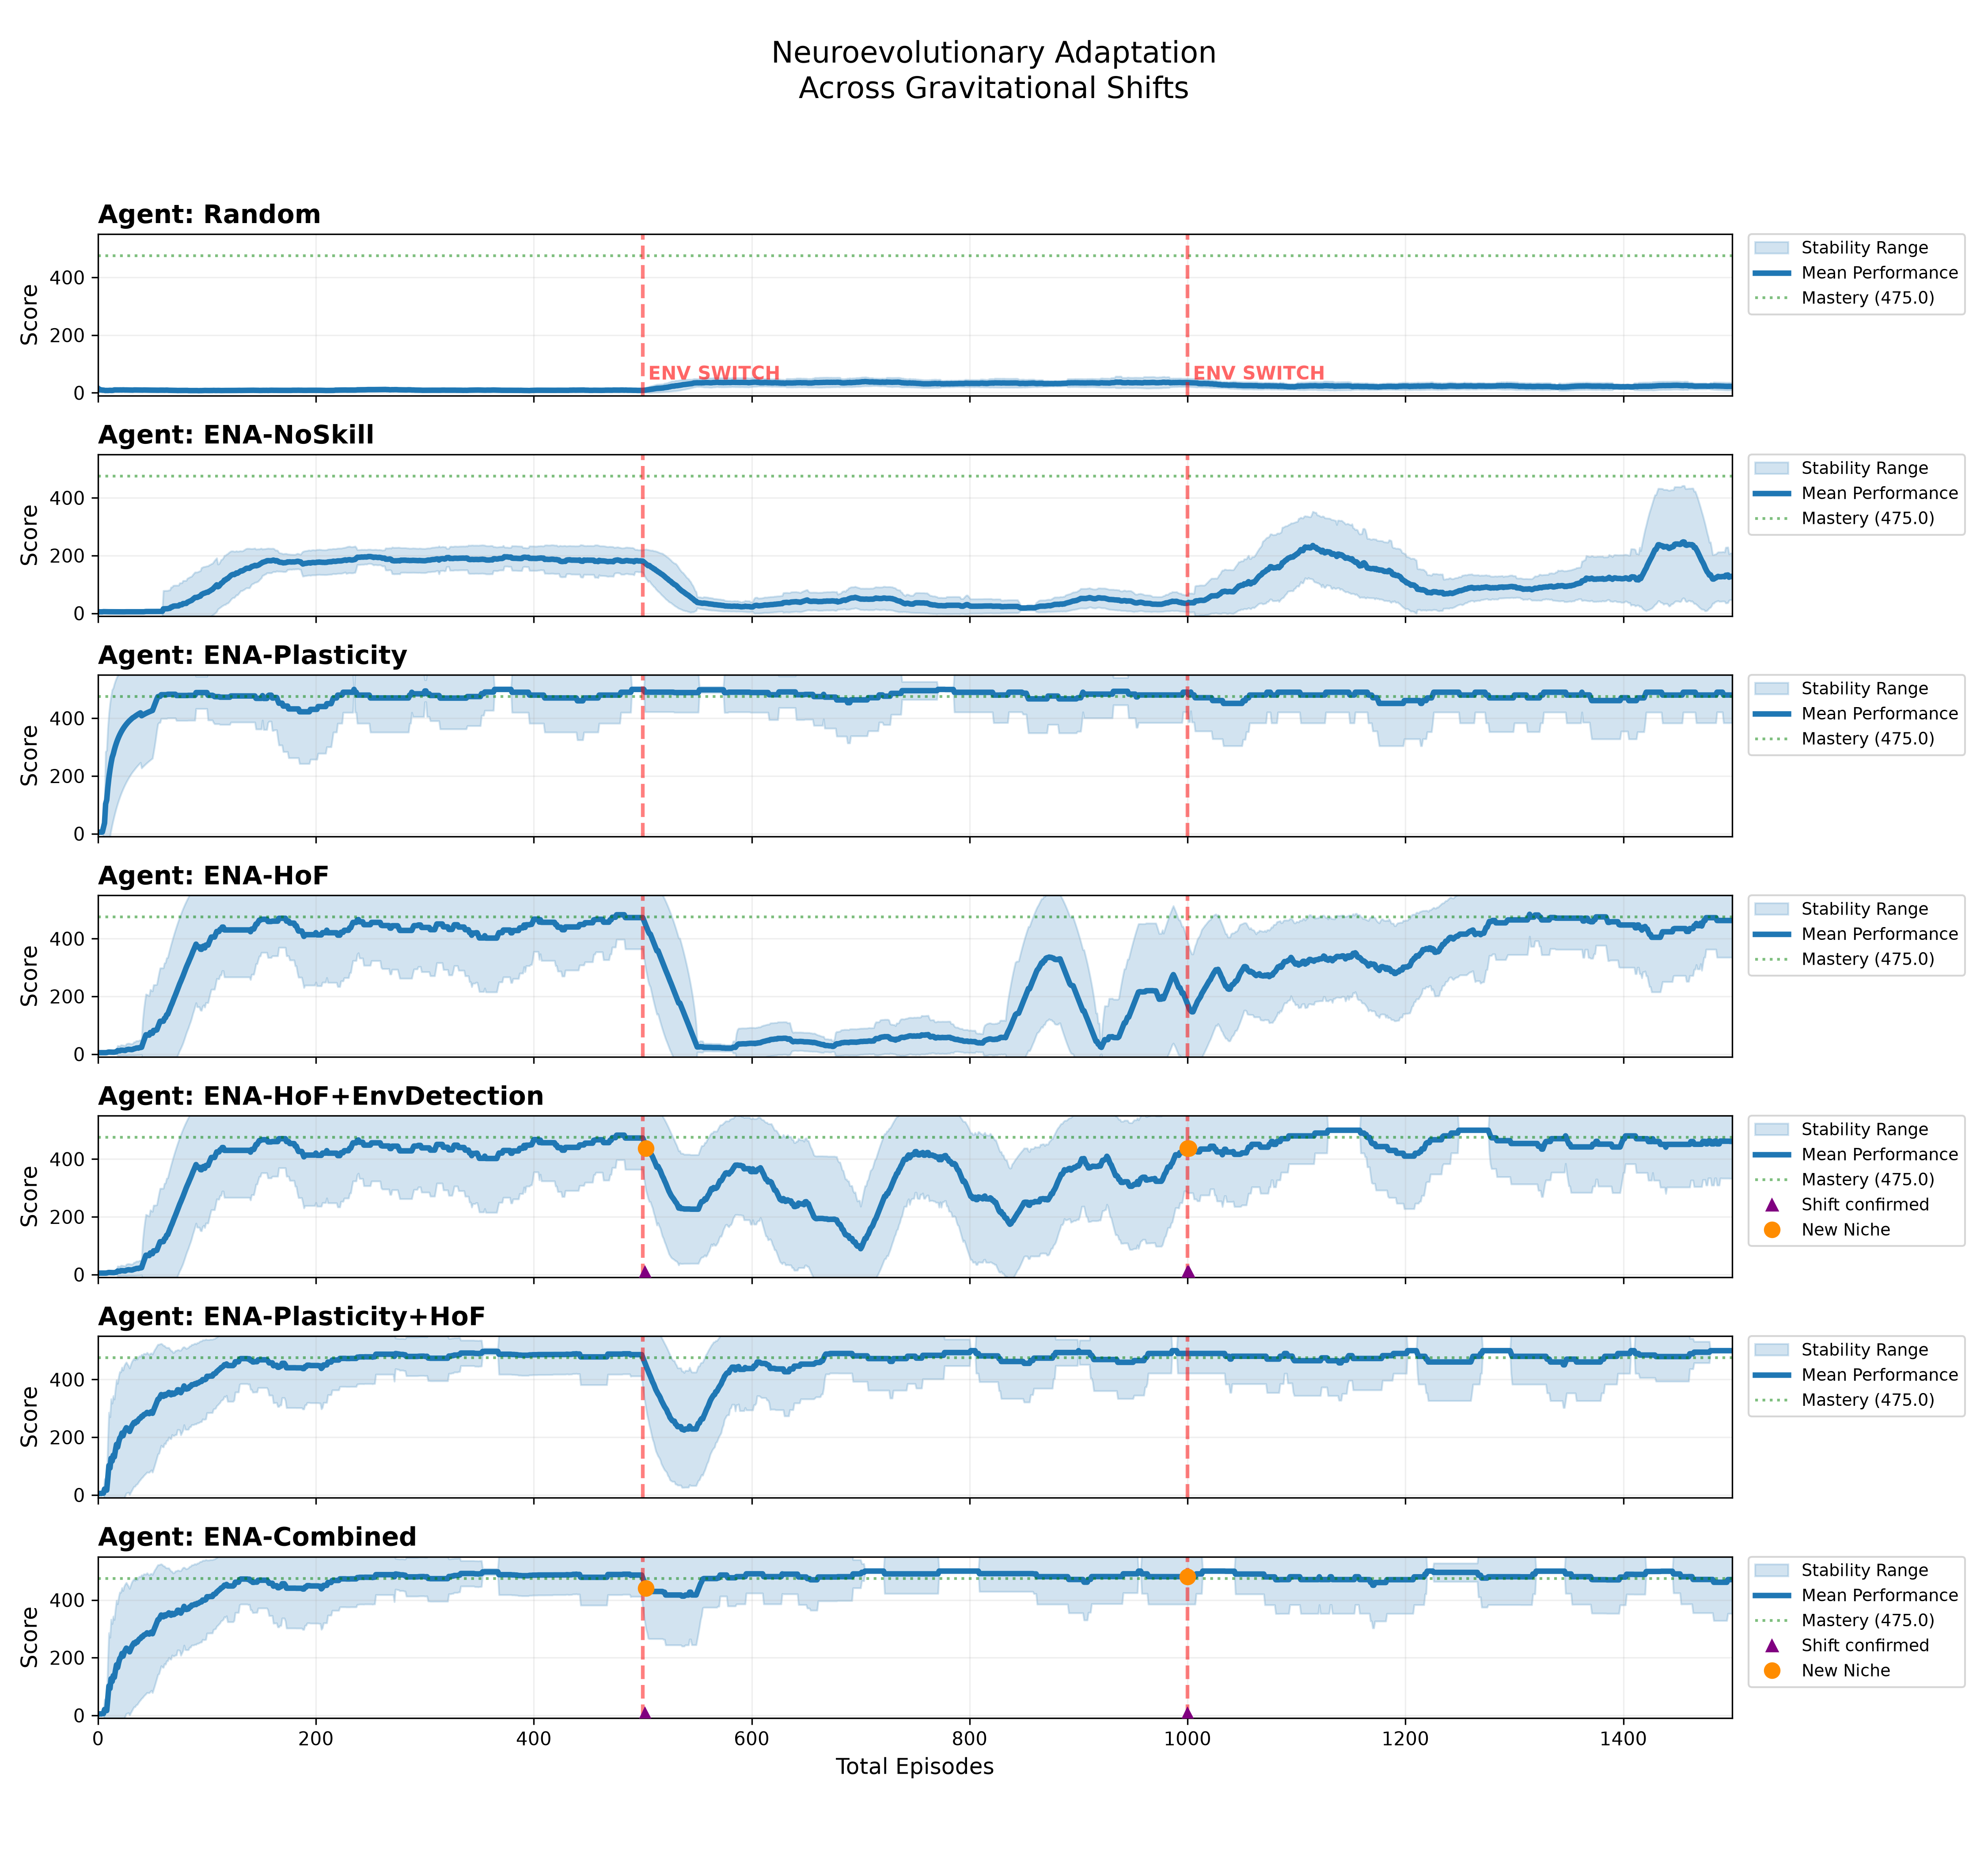 Neuroevolutionary Adaptation
Across Gravitational Shifts
Agent: Random
Score
400
200
0
ENV SWITCH
ENV SWITCH
Stability Range
Mean Performance
Mastery (475.0)
Agent: ENA-NoSkill
Score
400
200
0
Stability Range
Mean Performance
Mastery (475.0)
Agent: ENA-Plasticity
Score
400
200
0
Stability Range
Mean Performance
Mastery (475.0)
Agent: ENA-HoF
Score
400
200
0
Stability Range
Mean Performance
Mastery (475.0)
Agent: ENA-HoF+EnvDetection
Score
400
200
0
Stability Range
Mean Performance
Mastery (475.0)
Shift confirmed
New Niche
Agent: ENA-Plasticity+HoF
Score
400
200
0
Stability Range
Mean Performance
Mastery (475.0)
Agent: ENA-Combined
Score
400
200
0
Stability Range
Mean Performance
Mastery (475.0)
Shift confirmed
New Niche
0 200 400 600 800 1000 1200 1400
Total Episodes